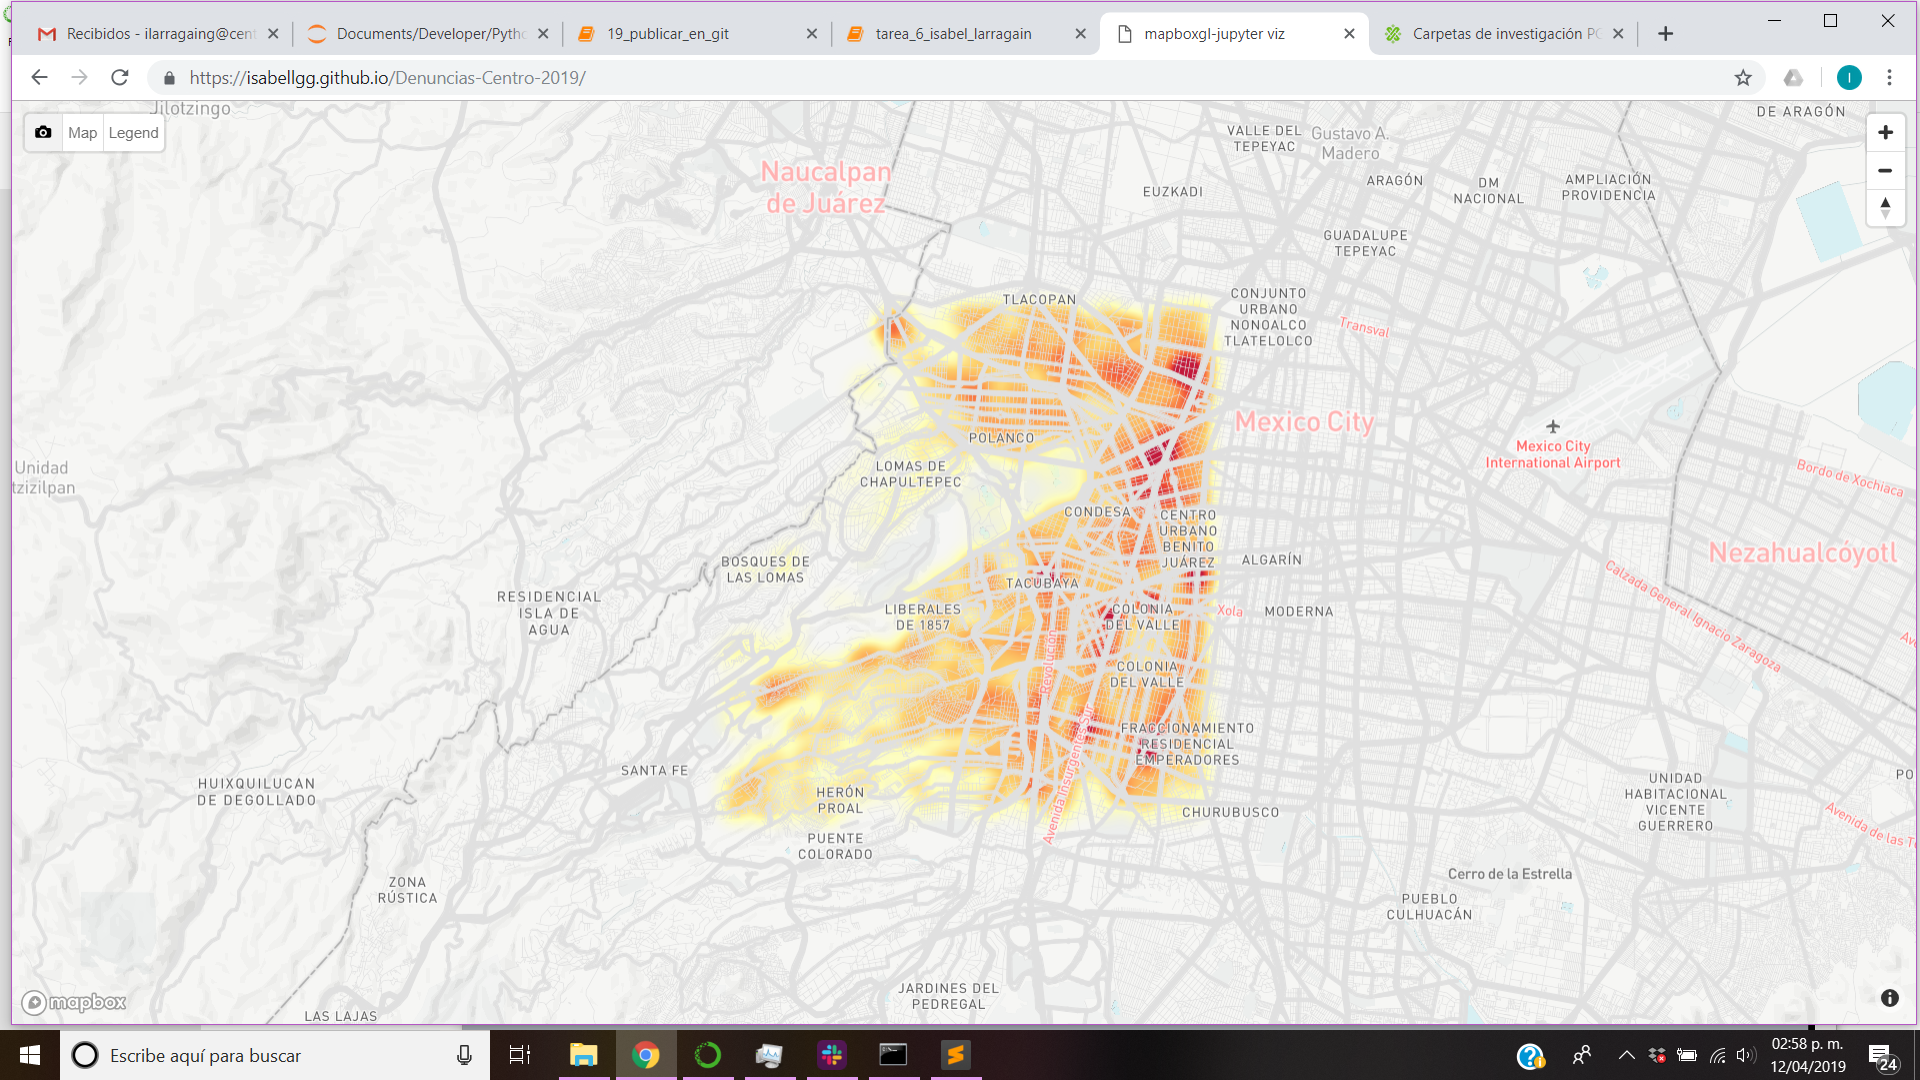 Recibidos - ilarragaing@cent
Documents/Developer/Pytho
19_publicar_en_git
tarea_6_isabel_larragain
mapboxgl-jupyter viz
Carpetas de investigación PG
https://isabellgg.github.io/Denuncias-Centro-2019/
I
Map
Legend
Jilotzingo
DE ARAGÓN
VALLE DEL
TEPEYAC
Gustavo A.
Madero
Naucalpan
de Juárez
EUZKADI
ARAGÓN
DM
NACIONAL
AMPLIACIÓN
PROVIDENCIA
GUADALUPE
TEPEYAC
TLACOPAN
CONJUNTO
URBANO
NONOALCO
TLATELOLCO
Transval
Mexico City
POLANCO
Mexico City
International Airport
LOMAS DE
CHAPULTEPEC
Unidad
tzizilpan
Bordo de Xochiaca
CONDESA
CENTRO
URBANO
BENITO
JUÁREZ
ALGARÍN
Nezahualcóyotl
BOSQUES DE
LAS LOMAS
TACUBAYA
RESIDENCIAL
ISLA DE
AGUA
LIBERALES
DE 1857
COLONIA
DEL VALLE
Xola
MODERNA
Calzada General Ignacio Zaragoza
Av
Revolución
COLONIA
DEL VALLE
Avenida Insurgentes Sur
FRACCIONAMIENTO
RESIDENCIAL
EMPERADORES
SANTA FE
HUIXQUILUCAN
DE DEGOLLADO
HERÓN
PROAL
CHURUBUSCO
UNIDAD
HABITACIONAL
VICENTE
GUERRERO
PO
Avenida de las T
PUENTE
COLORADO
ZONA
RÚSTICA
Cerro de la Estrella
PUEBLO
CULHUACÁN
JARDINES DEL
PEDREGAL
mapbox
LAS LAJAS
Escribe aquí para buscar
02:58 p. m.
12/04/2019
24